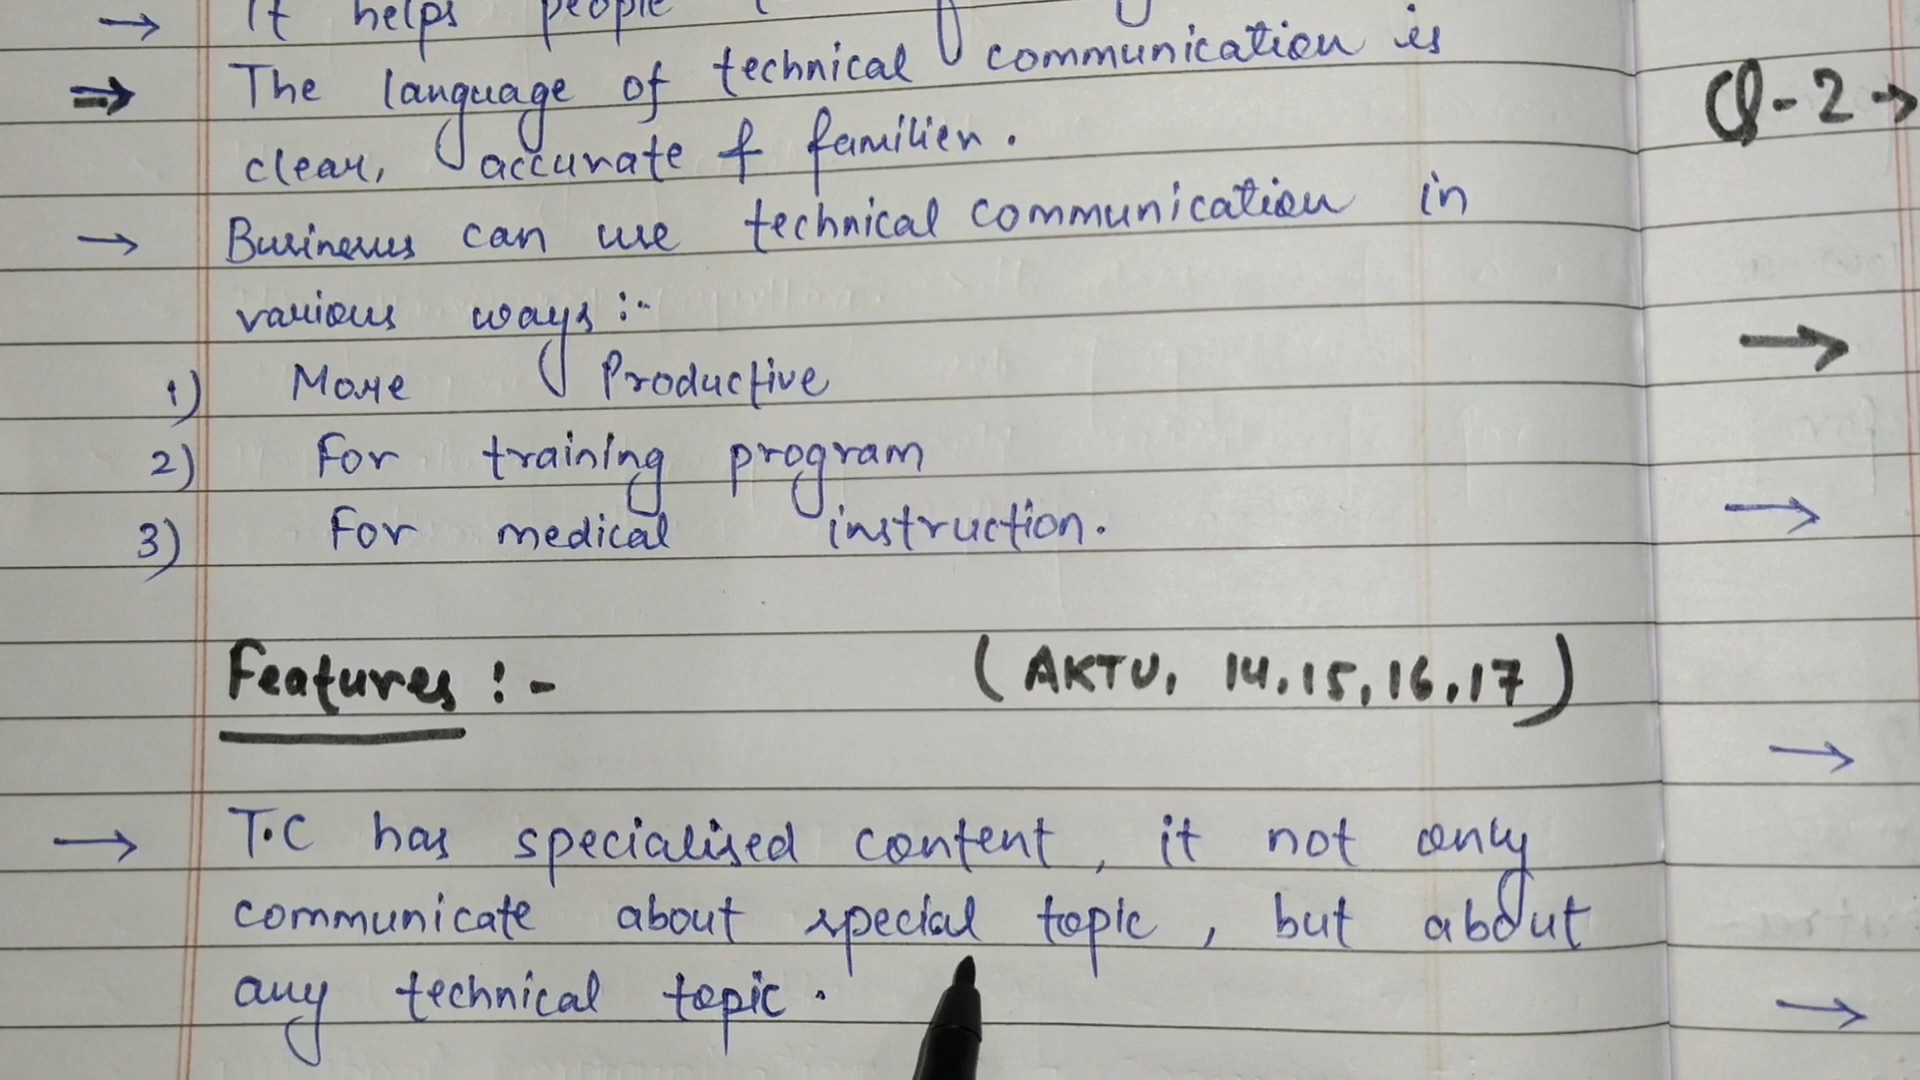 → It helps people
⇒ The language of technical communication is
clear, accurate & familier.
→ Business can use technical communication in
various ways :-
1) More Productive
2) For training program
3) For medical instruction.
Features :- (AKTU, 14, 15, 16, 17)
→ T.C has specialised content, it not only
communicate about special topic, but about
any technical topic.
Q-2 →
→
→
→
→